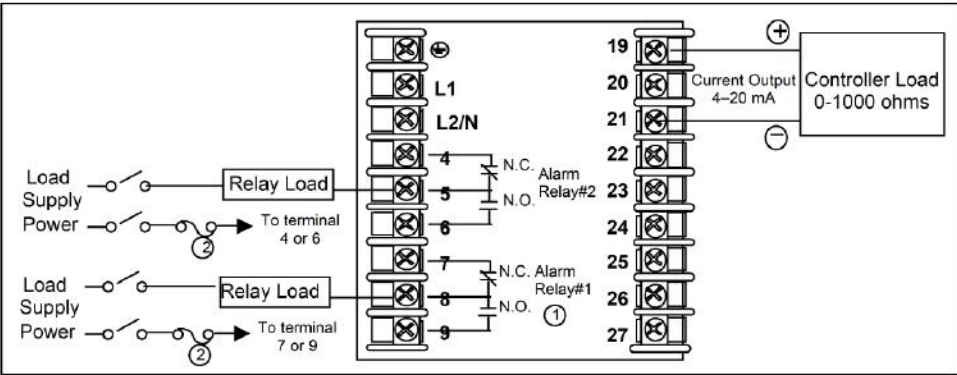 L1
L2/N
4
5
6
7
8
9
N.C.
N.O.
Alarm
Relay#2
N.C. Alarm
Relay#1
N.O.
1
19
20
21
22
23
24
25
26
27
+
Current Output
4–20 mA
−
Controller Load
0-1000 ohms
Load
Supply
Power
Relay Load
2
To terminal
4 or 6
Load
Supply
Power
Relay Load
2
To terminal
7 or 9